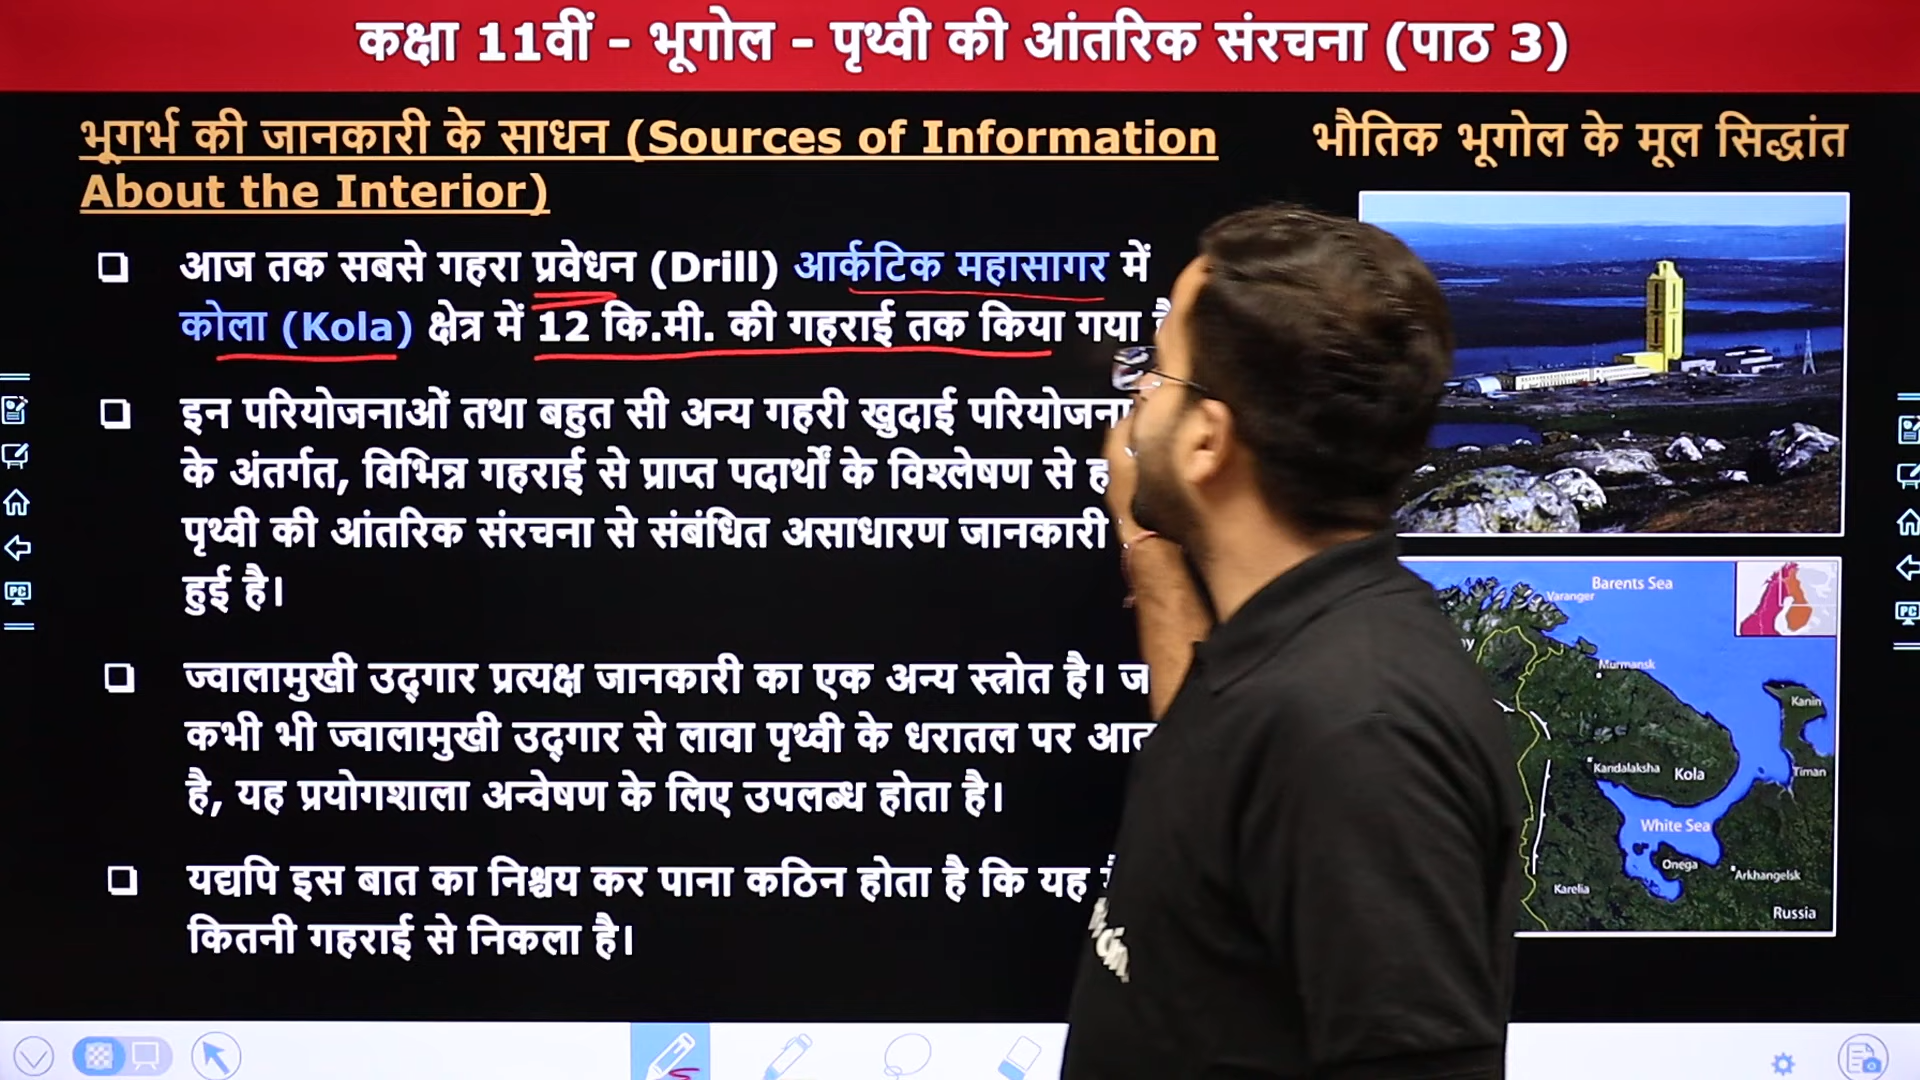 कक्षा 11वीं - भूगोल - पृथ्वी की आंतरिक संरचना (पाठ 3)
भूगर्भ की जानकारी के साधन (Sources of Information
About the Interior)
भौतिक भूगोल के मूल सिद्धांत
आज तक सबसे गहरा प्रवेधन (Drill) आर्कटिक महासागर में
कोला (Kola) क्षेत्र में 12 कि.मी. की गहराई तक किया गया
इन परियोजनाओं तथा बहुत सी अन्य गहरी खुदाई
के अंतर्गत, विभिन्न गहराई से प्राप्त पदार्थों के विश्लेषण से
पृथ्वी की आंतरिक संरचना से संबंधित असाधारण जानकारी
हुई है।
ज्वालामुखी उद्‌गार प्रत्यक्ष जानकारी का एक अन्य स्त्रोत है।
कभी भी ज्वालामुखी उद्‌गार से लावा पृथ्वी के धरातल पर
है, यह प्रयोगशाला अन्वेषण के लिए उपलब्ध होता है।
यद्यपि इस बात का निश्चय कर पाना कठिन होता है कि यह
कितनी गहराई से निकला है।
Barents Sea
Varanger
Murmansk
Kanin
Kandalaksha
Kola
Timan
White Sea
Onega
Arkhangelsk
Karelia
Russia
PC
PC